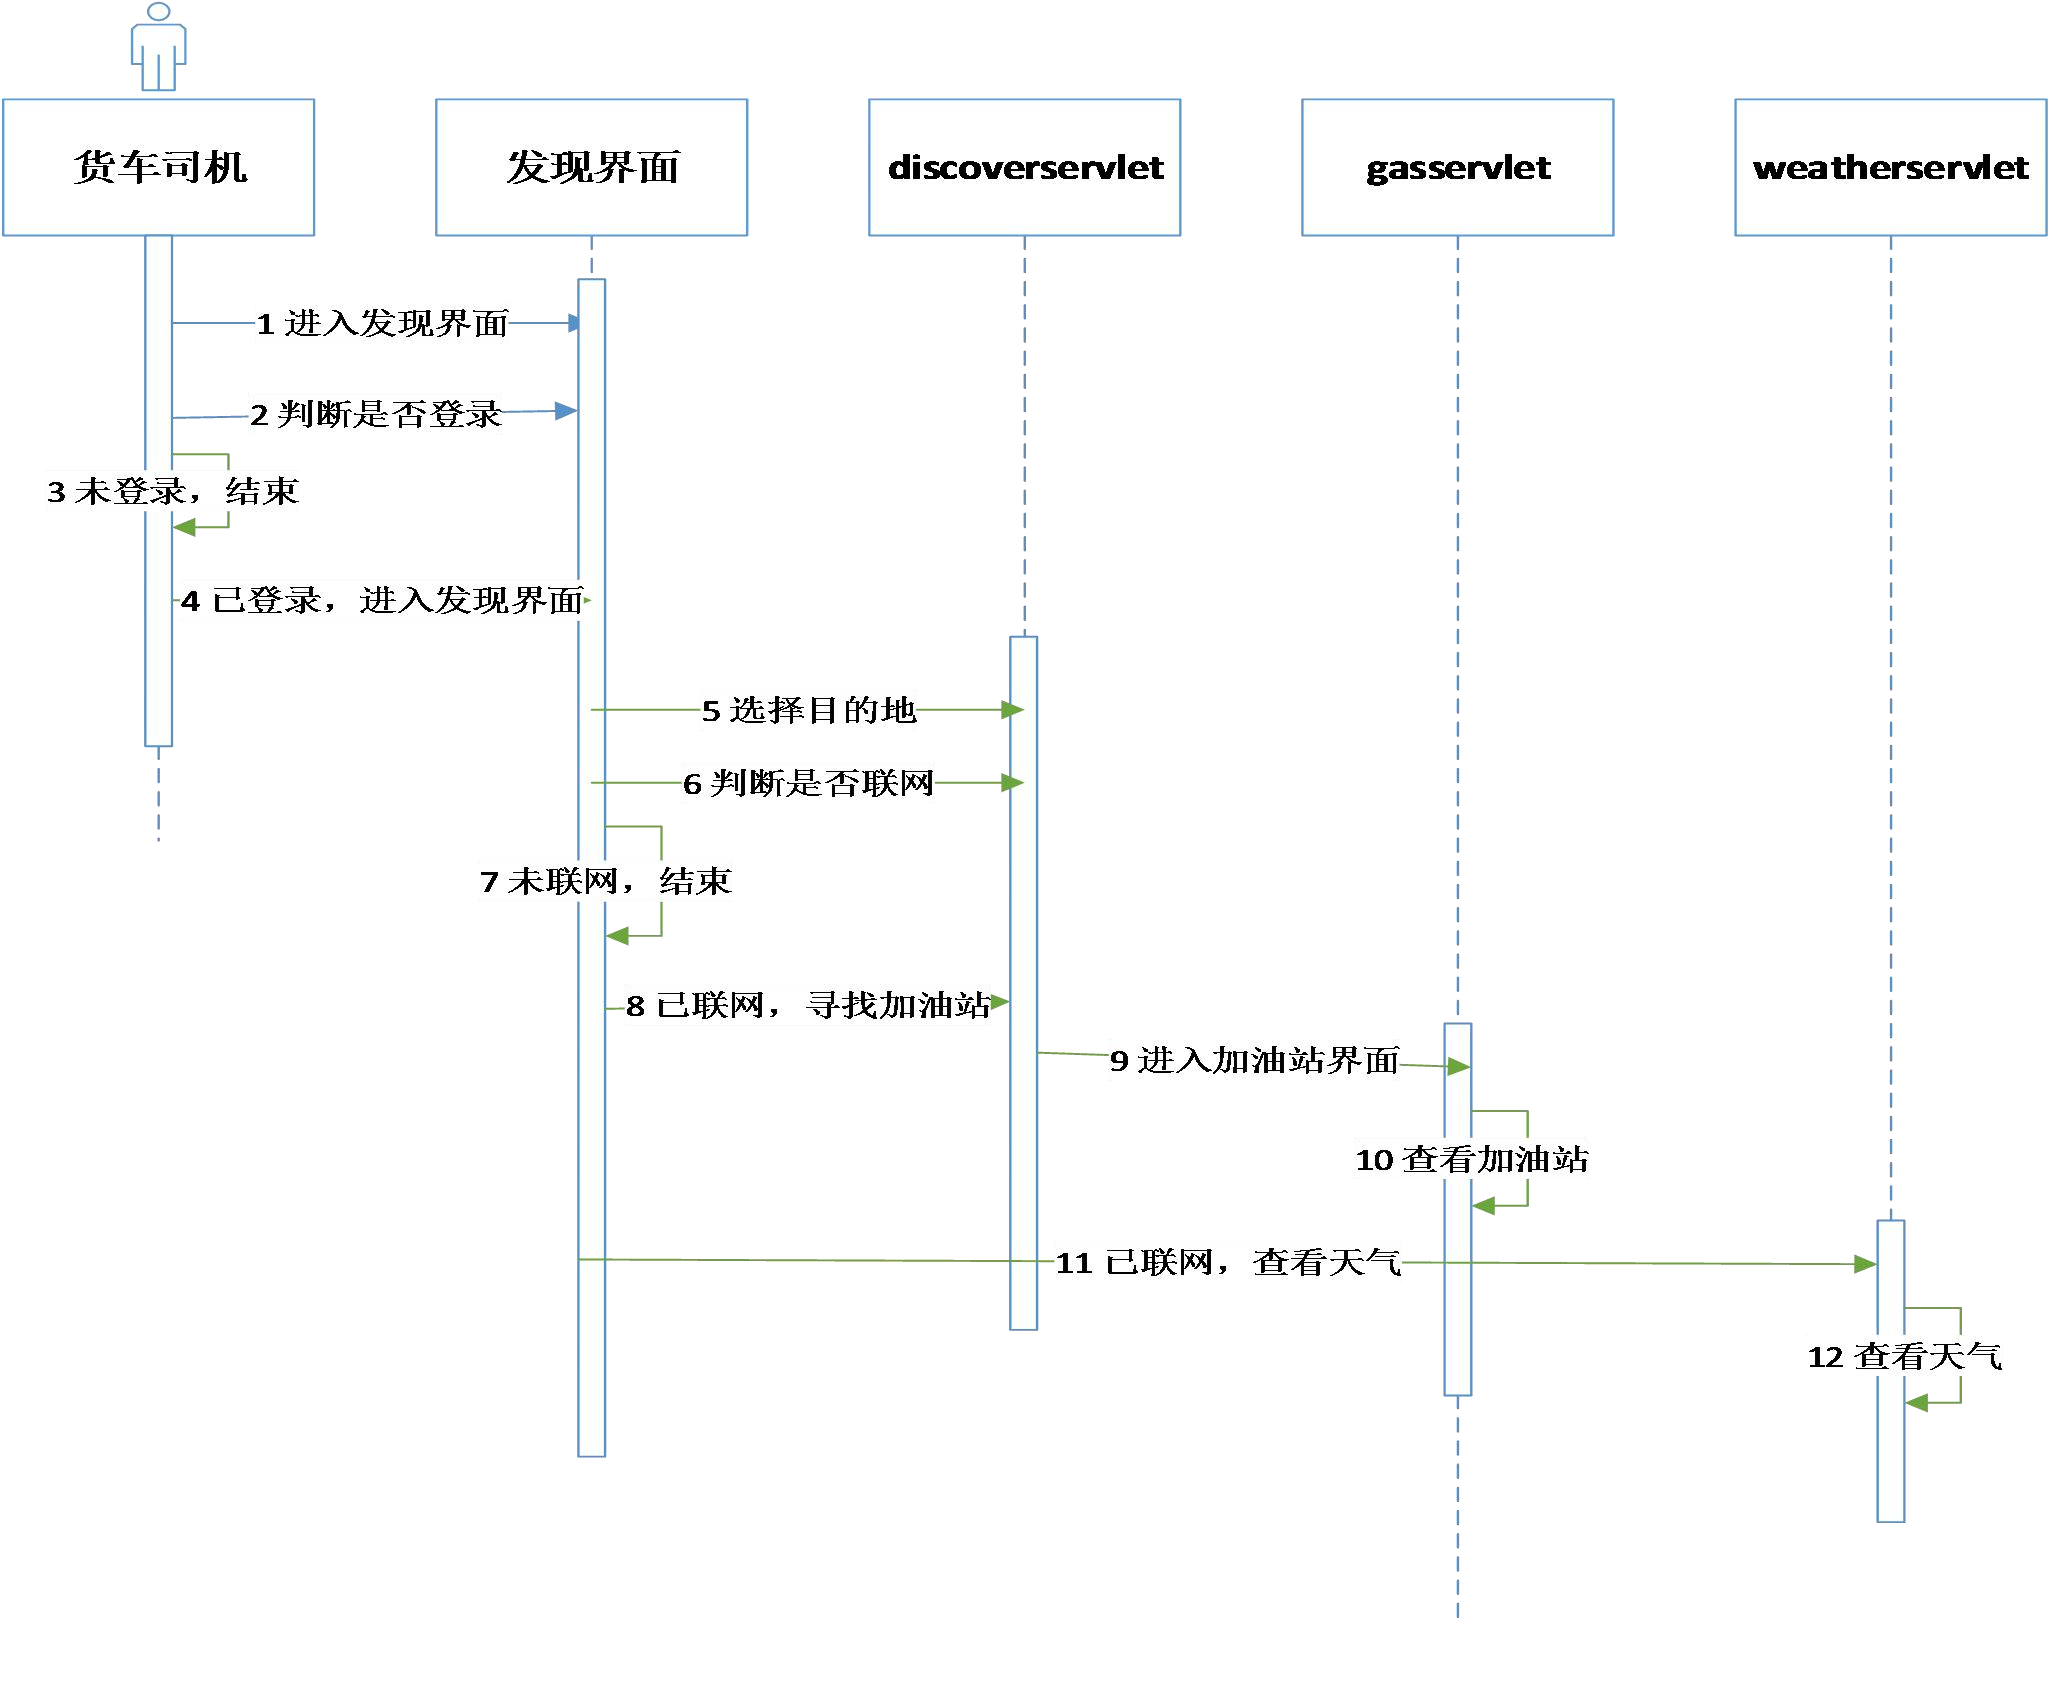 货车司机
发现界面
discoverservlet
gasservlet
weatherservlet
1 进入发现界面
2 判断是否登录
3 未登录，结束
4 已登录，进入发现界面
5 选择目的地
6 判断是否联网
7 未联网，结束
8 已联网，寻找加油站
9 进入加油站界面
10 查看加油站
11 已联网，查看天气
12 查看天气